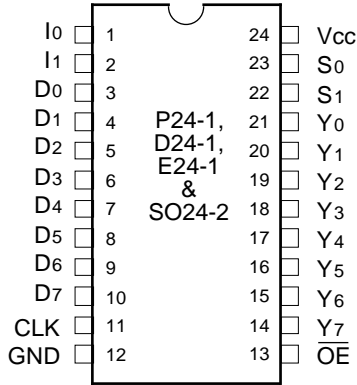 I0 1 24 Vcc
I1 2 23 S0
D0 3 22 S1
D1 4 P24-1, 21 Y0
D2 5 D24-1, 20 Y1
D3 6 E24-1 19 Y2
&
D4 7 SO24-2 18 Y3
D5 8 17 Y4
D6 9 16 Y5
D7 10 15 Y6
CLK 11 14 Y7
GND 12 13 O̅E̅